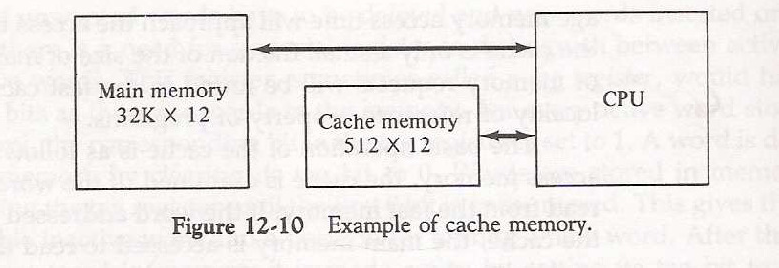 Main memory
32K × 12
Cache memory
512 × 12
CPU
Figure 12-10 Example of cache memory.